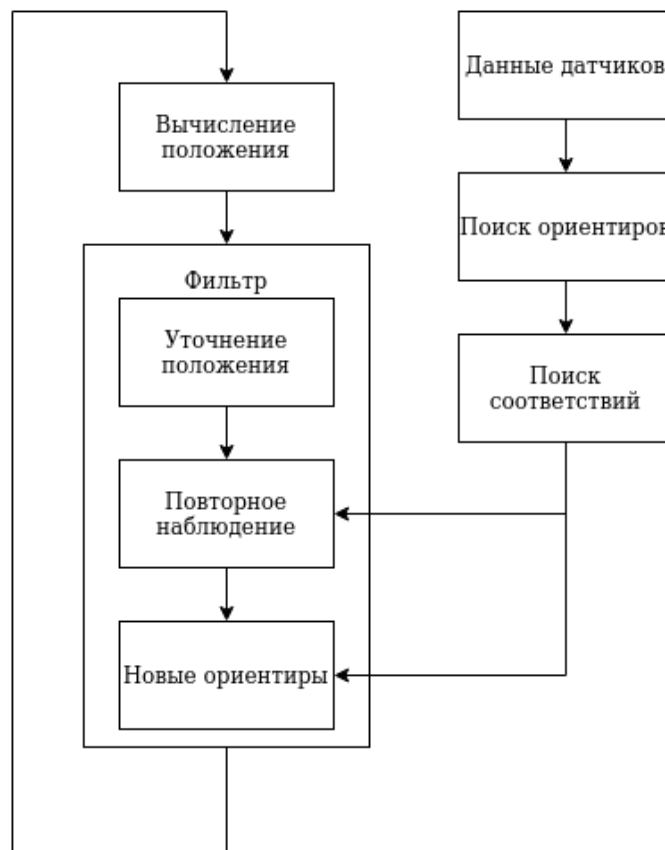 Данные датчиков
Вычисление
положения
Поиск ориентиров
Фильтр
Уточнение
положения
Поиск
соответствий
Повторное
наблюдение
Новые ориентиры